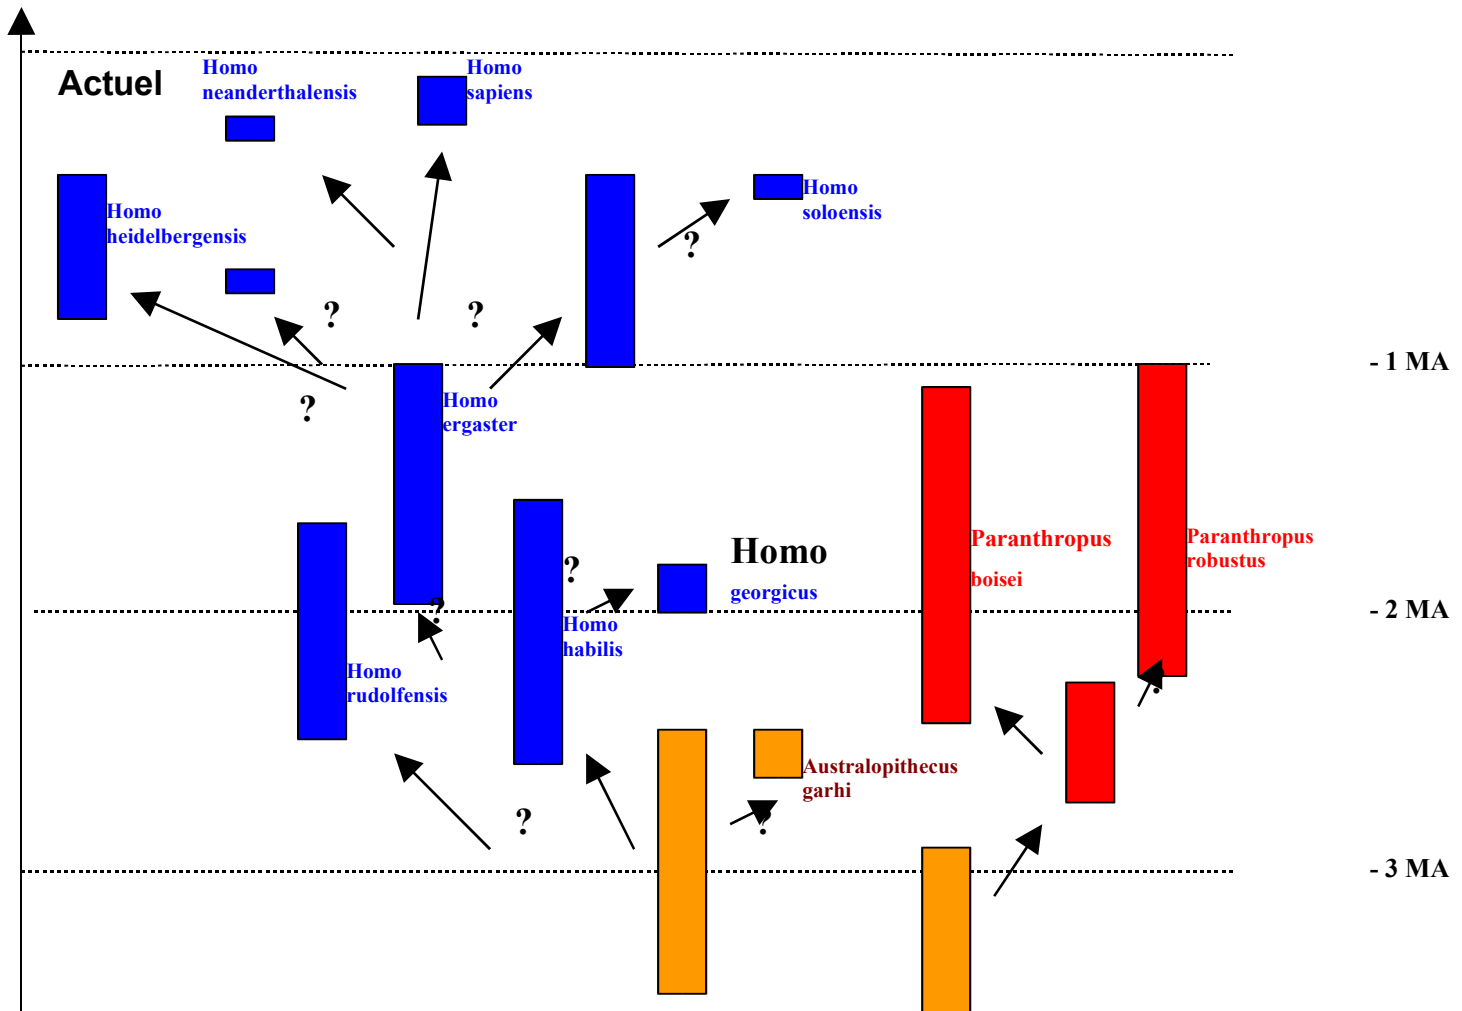 Actuel
Homo
neanderthalensis
Homo
sapiens
Homo
heidelbergensis
Homo
soloensis
?
?
?
- 1 MA
?
Homo
ergaster
Homo
georgicus
?
Paranthropus
boisei
Paranthropus
robustus
?
- 2 MA
Homo
habilis
Homo
rudolfensis
?
Australopithecus
garhi
?
?
- 3 MA